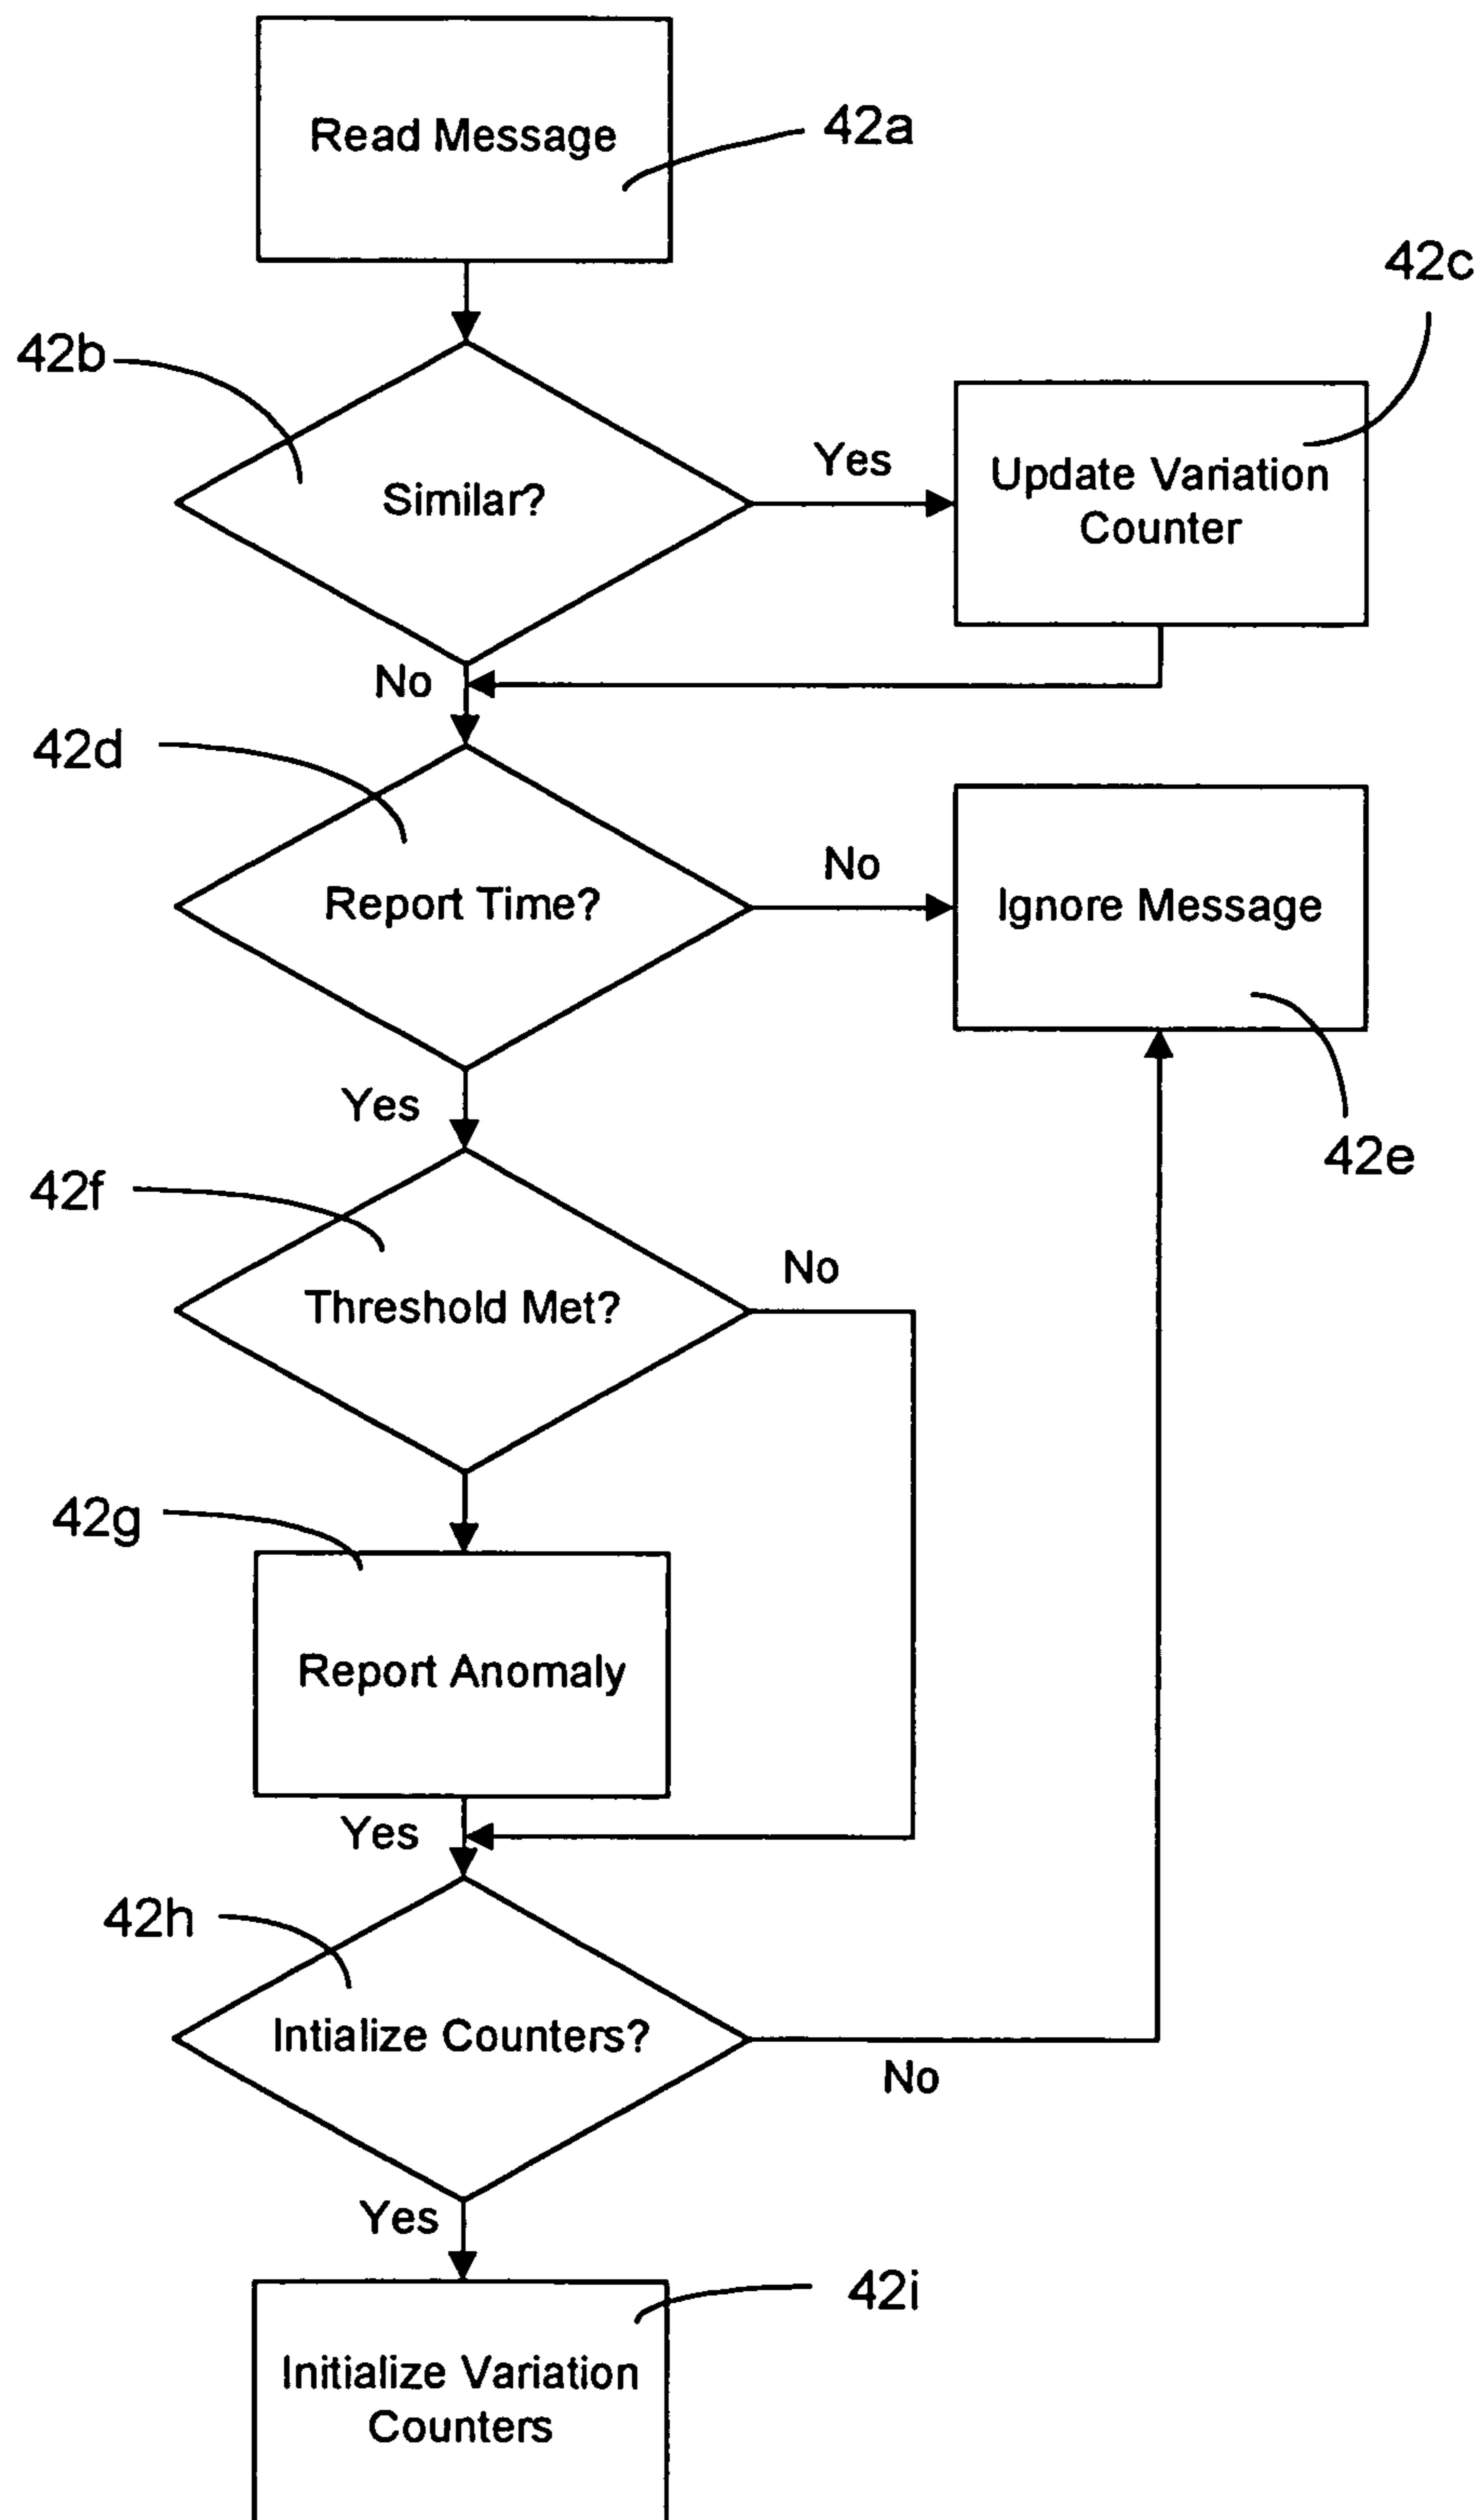 Read Message
42a
42c
42b
Similar?
Yes
Update Variation
Counter
No
42d
Report Time?
No
Ignore Message
Yes
42e
42f
No
Threshold Met?
42g
Report Anomaly
Yes
42h
Intialize Counters?
No
Yes
42i
Initialize Variation
Counters